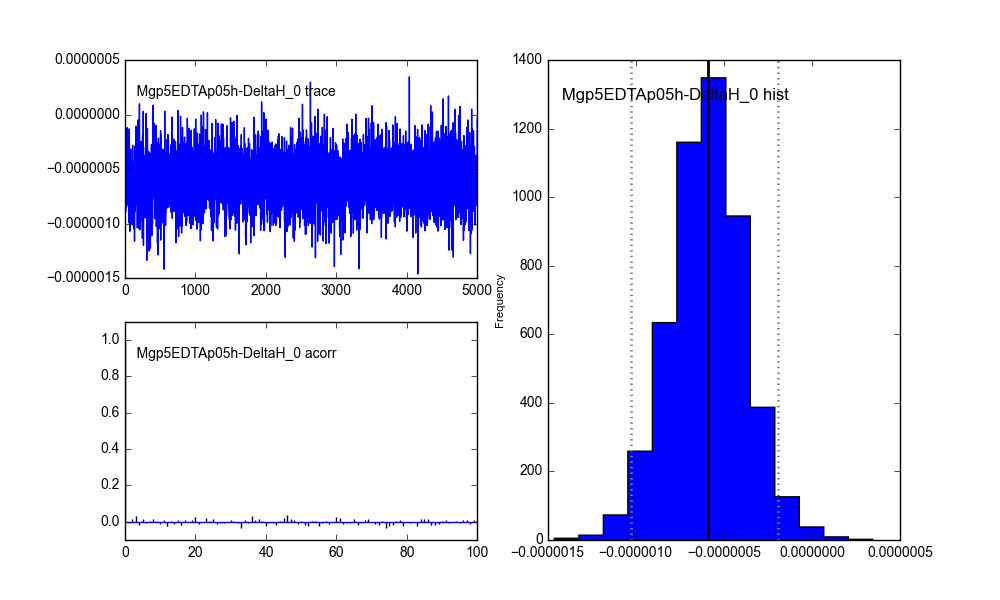 0.0000005
Mgp5EDTAp05h-DeltaH_0 trace
0.0000000
−0.0000005
−0.0000010
−0.0000015
0 1000 2000 3000 4000 5000
1.0
Mgp5EDTAp05h-DeltaH_0 acorr
0.8
0.6
0.4
0.2
0.0
0 20 40 60 80 100
1400
Mgp5EDTAp05h-DeltaH_0 hist
1200
1000
800
Frequency
600
400
200
0
−0.0000015 −0.0000010 −0.0000005 0.0000000 0.0000005